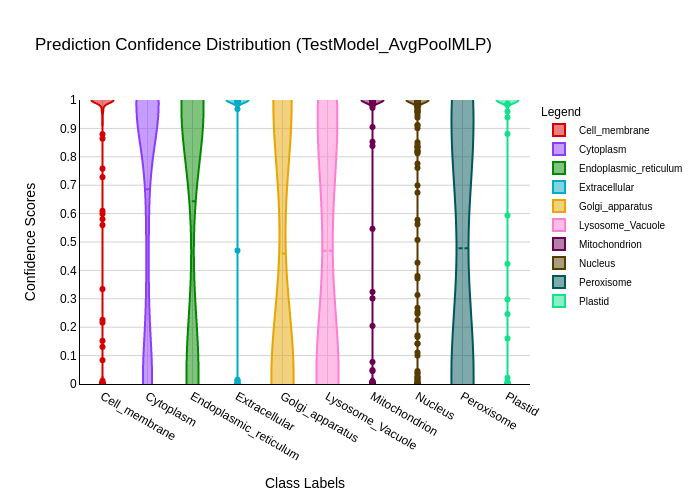 Prediction Confidence Distribution (TestModel_AvgPoolMLP)
Legend
Cell_membrane
Cytoplasm
Endoplasmic_reticulum
Extracellular
Golgi_apparatus
Lysosome_Vacuole
Mitochondrion
Nucleus
Peroxisome
Plastid
Confidence Scores
1
0.9
0.8
0.7
0.6
0.5
0.4
0.3
0.2
0.1
0
Cell_membrane
Cytoplasm
Endoplasmic_reticulum
Extracellular
Golgi_apparatus
Lysosome_Vacuole
Mitochondrion
Nucleus
Peroxisome
Plastid
Class Labels